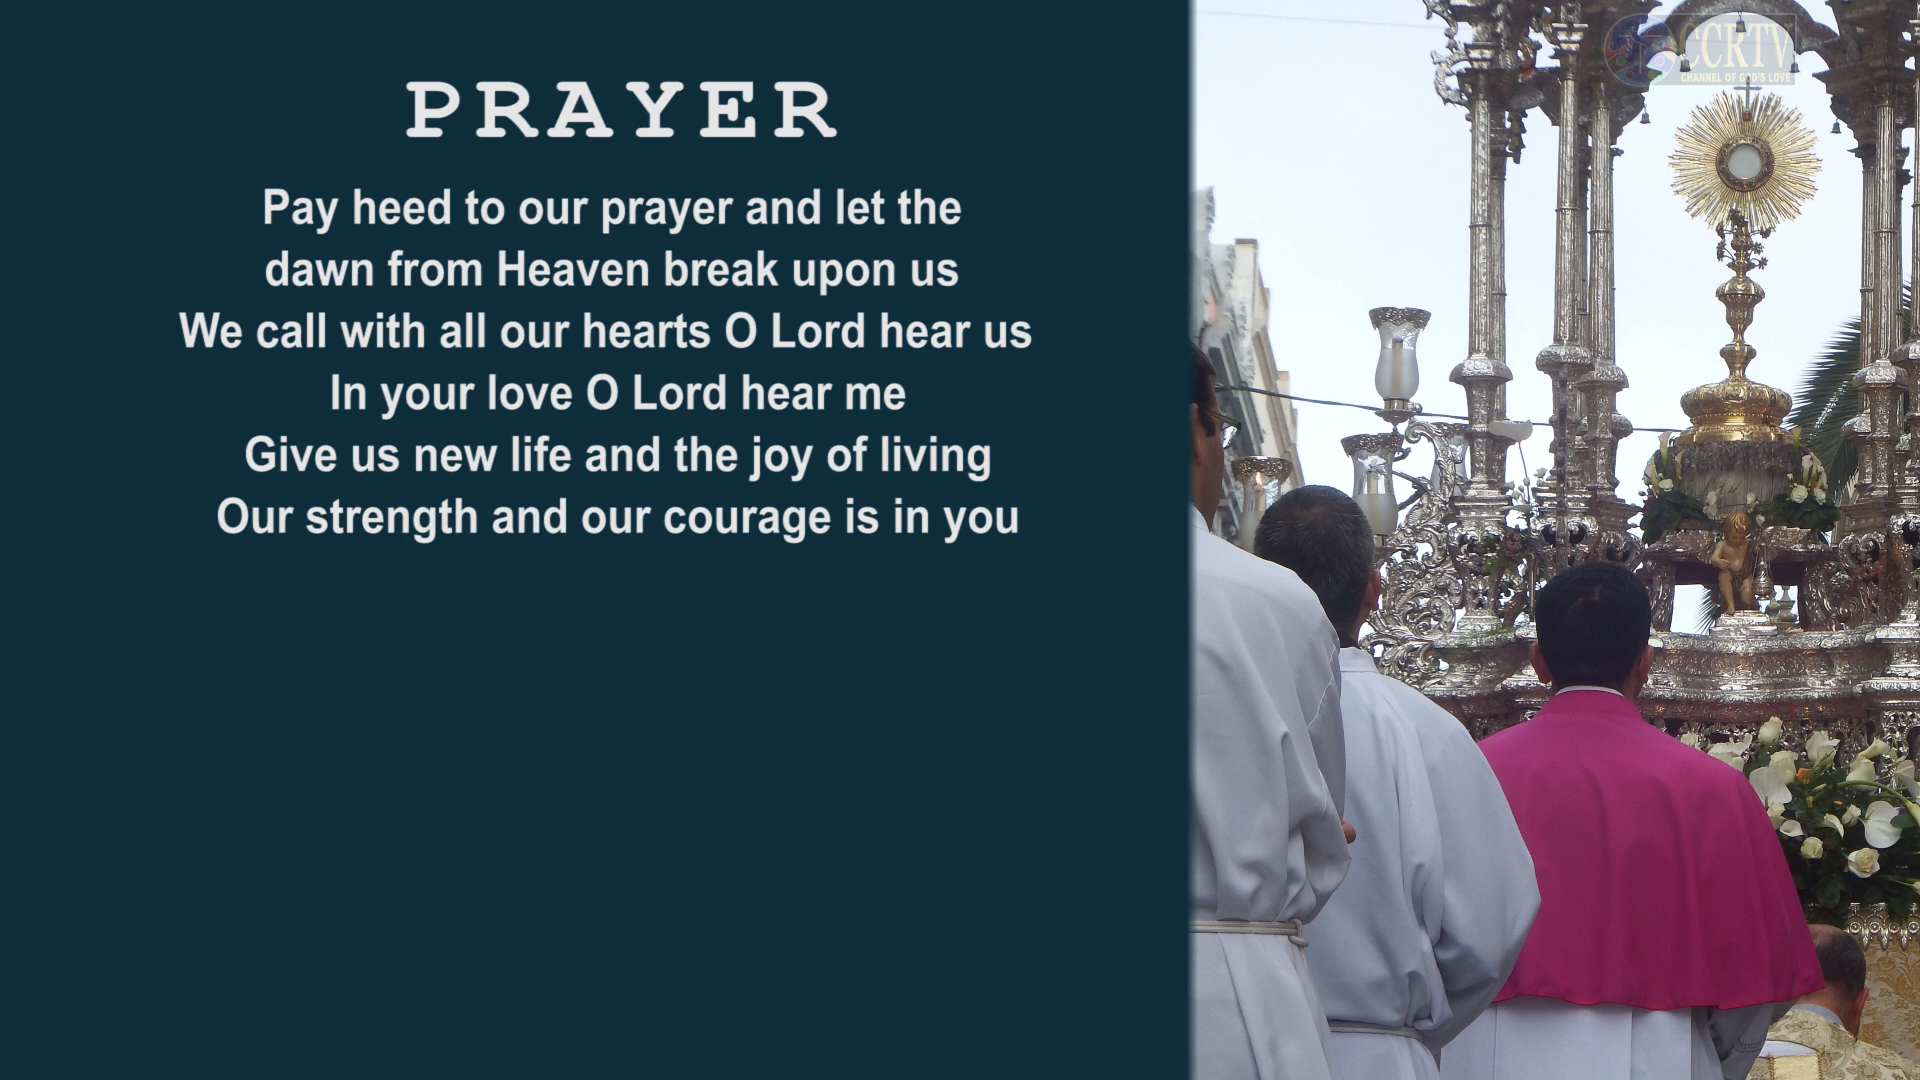 PRAYER
Pay heed to our prayer and let the
dawn from Heaven break upon us
We call with all our hearts O Lord hear us
In your love O Lord hear me
Give us new life and the joy of living
Our strength and our courage is in you
CCRTV
CHANNEL OF GOD'S LOVE